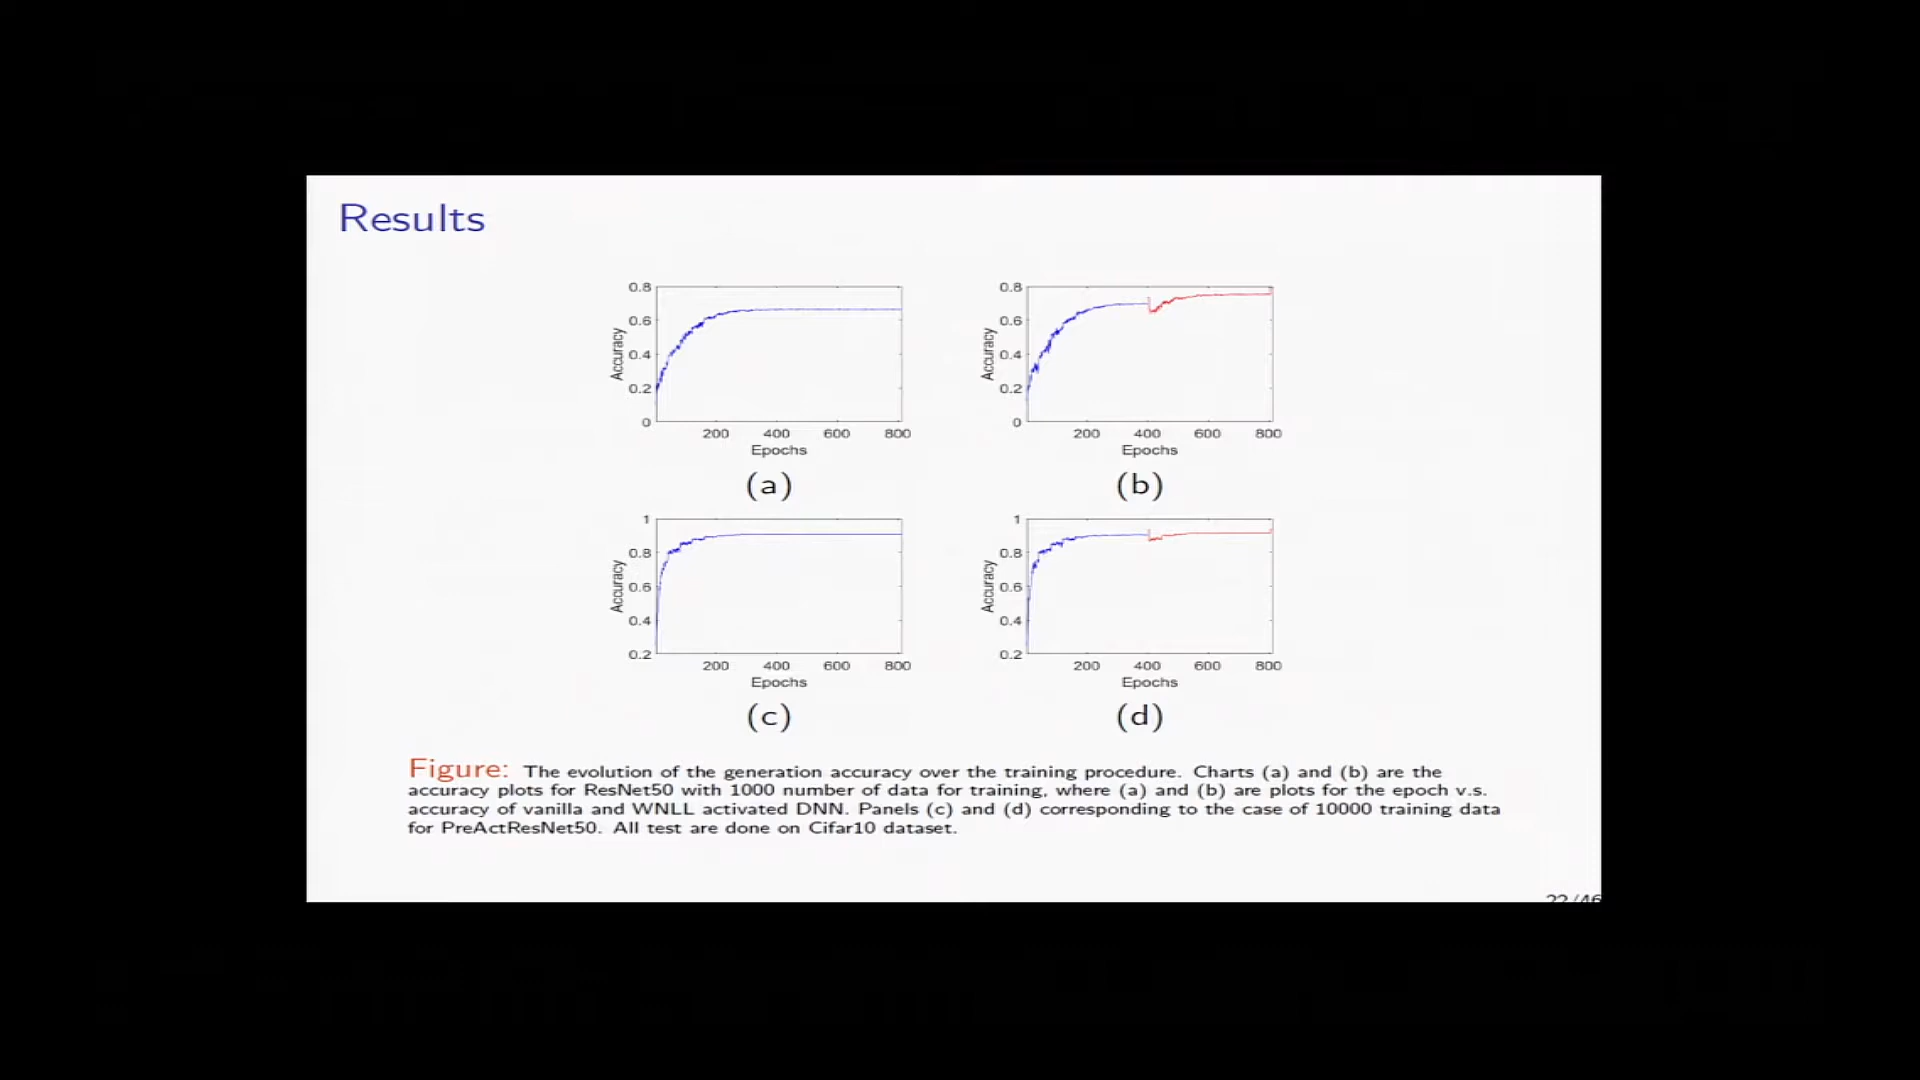 Results
0.8
0.6
0.4
0.2
0
Accuracy
200 400 600 800
Epochs
(a)
0.8
0.6
0.4
0.2
0
Accuracy
200 400 600 800
Epochs
(b)
1
0.8
0.6
0.4
0.2
Accuracy
200 400 600 800
Epochs
(c)
1
0.8
0.6
0.4
0.2
Accuracy
200 400 600 800
Epochs
(d)
Figure: The evolution of the generation accuracy over the training procedure. Charts (a) and (b) are the
accuracy plots for ResNet50 with 1000 number of data for training, where (a) and (b) are plots for the epoch v.s.
accuracy of vanilla and WNLL activated DNN. Panels (c) and (d) corresponding to the case of 10000 training data
for PreActResNet50. All test are done on Cifar10 dataset.
22/46